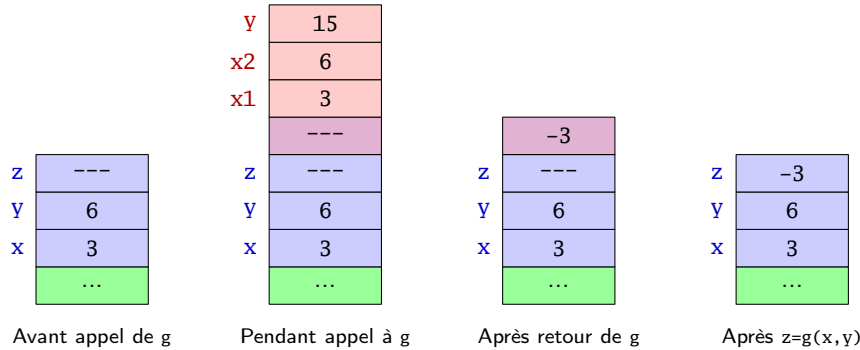 y 15
x2 6
x1 3
--- -3
z --- z --- z --- z -3
y 6 y 6 y 6 y 6
x 3 x 3 x 3 x 3
... ... ... ...
Avant appel de g Pendant appel à g Après retour de g Après z=g(x,y)